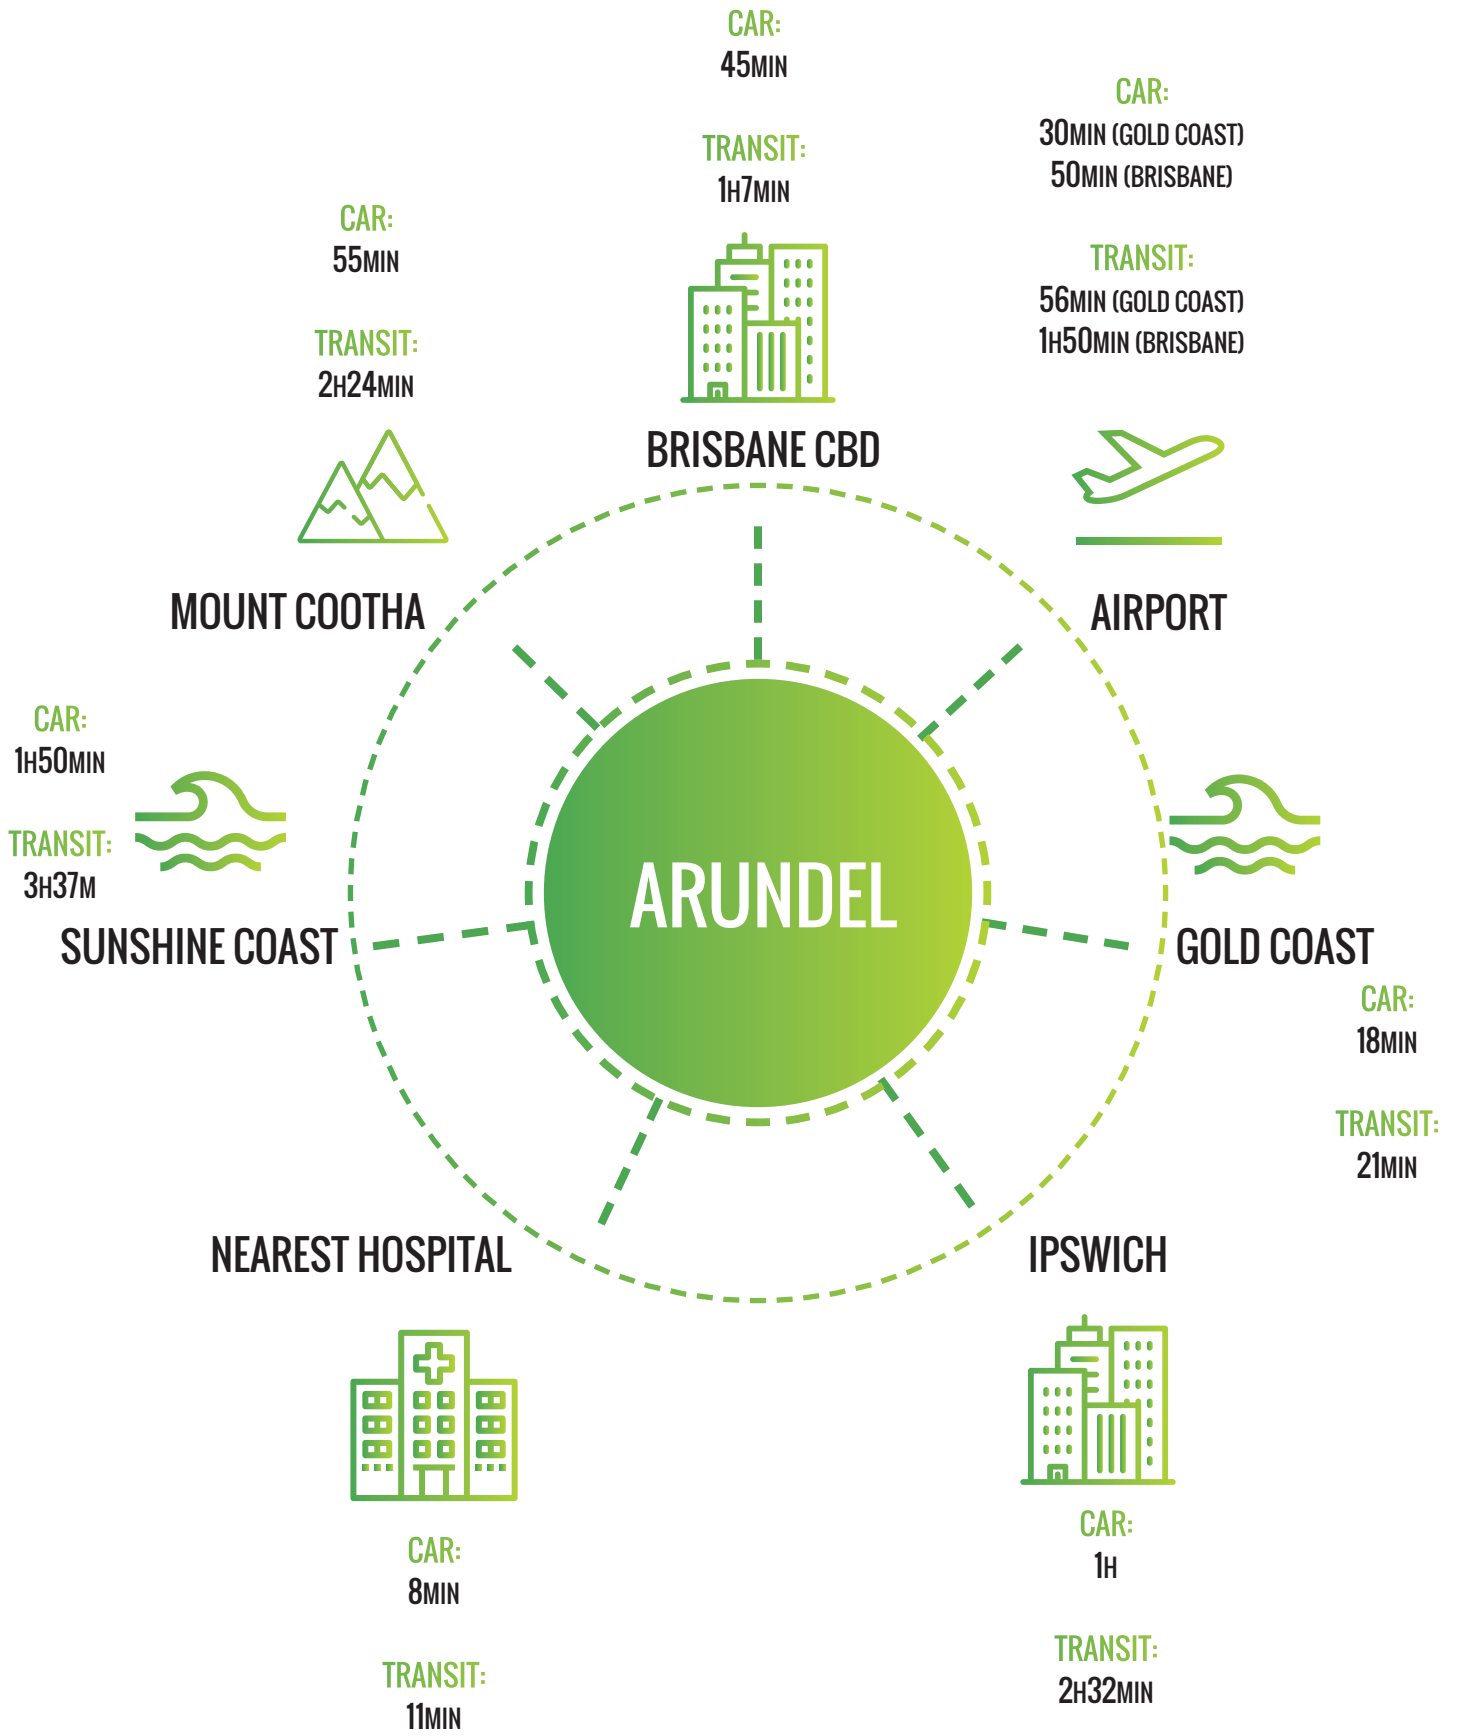 CAR:
45MIN
TRANSIT:
1H7MIN
BRISBANE CBD
CAR:
30MIN (GOLD COAST)
50MIN (BRISBANE)
TRANSIT:
56MIN (GOLD COAST)
1H50MIN (BRISBANE)
AIRPORT
CAR:
55MIN
TRANSIT:
2H24MIN
MOUNT COOTHA
CAR:
1H50MIN
TRANSIT:
3H37M
SUNSHINE COAST
ARUNDEL
GOLD COAST
CAR:
18MIN
TRANSIT:
21MIN
NEAREST HOSPITAL
CAR:
8MIN
TRANSIT:
11MIN
IPSWICH
CAR:
1H
TRANSIT:
2H32MIN